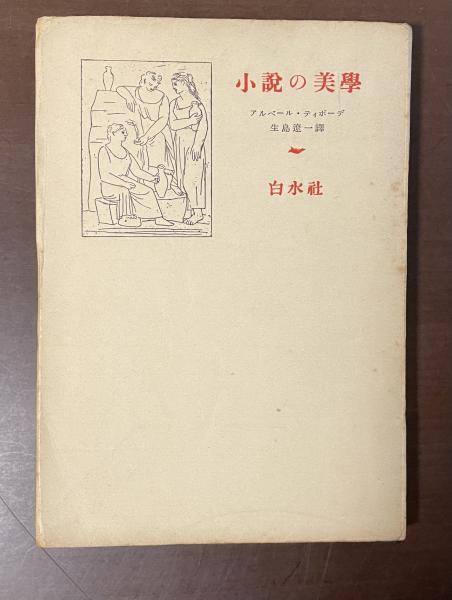 小說の美學
アルベール・ティボーデ
生島遼一譯
白水社